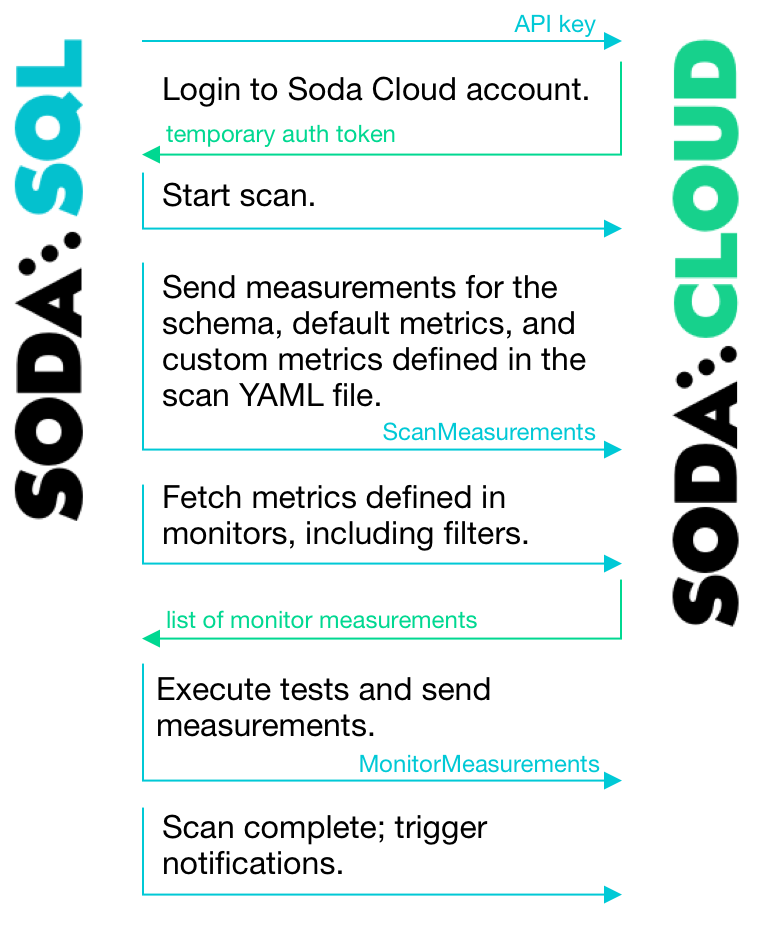 SODA SQL
SODA CLOUD
API key
Login to Soda Cloud account.
temporary auth token
Start scan.
Send measurements for the
schema, default metrics, and
custom metrics defined in the
scan YAML file.
ScanMeasurements
Fetch metrics defined in
monitors, including filters.
list of monitor measurements
Execute tests and send
measurements.
MonitorMeasurements
Scan complete; trigger
notifications.